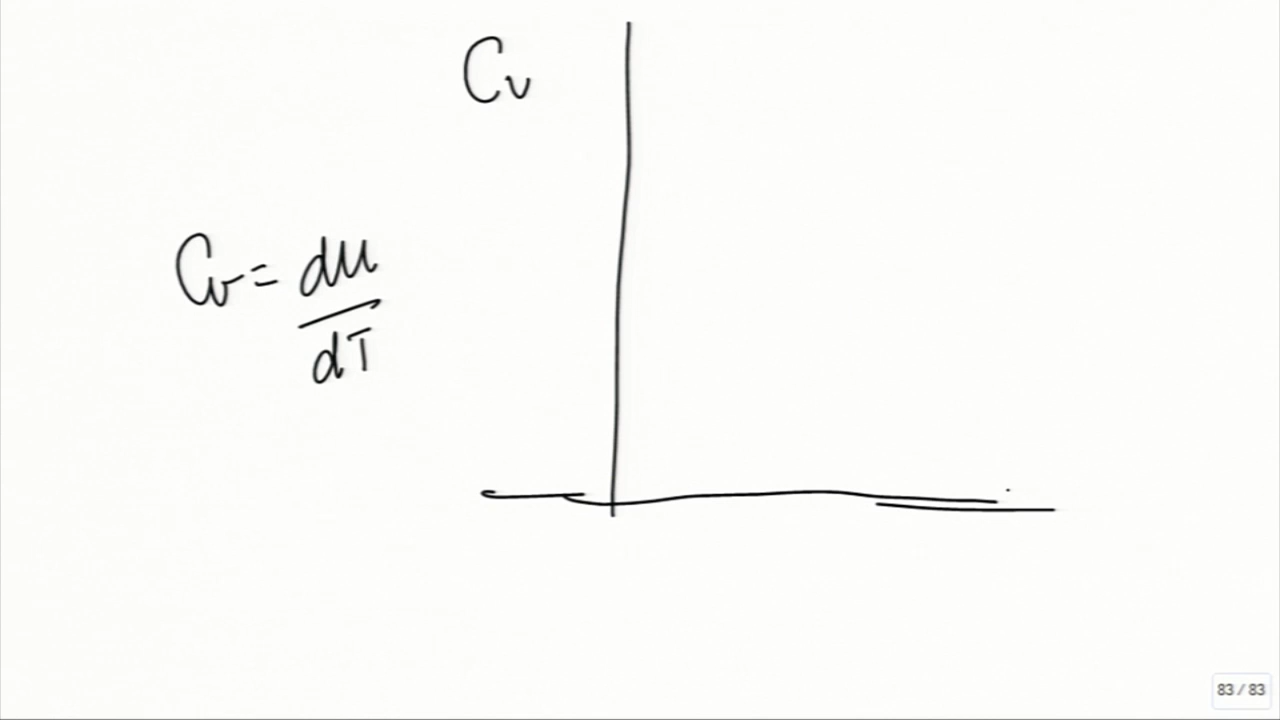 Cv
Cv = du
dT
83 / 83